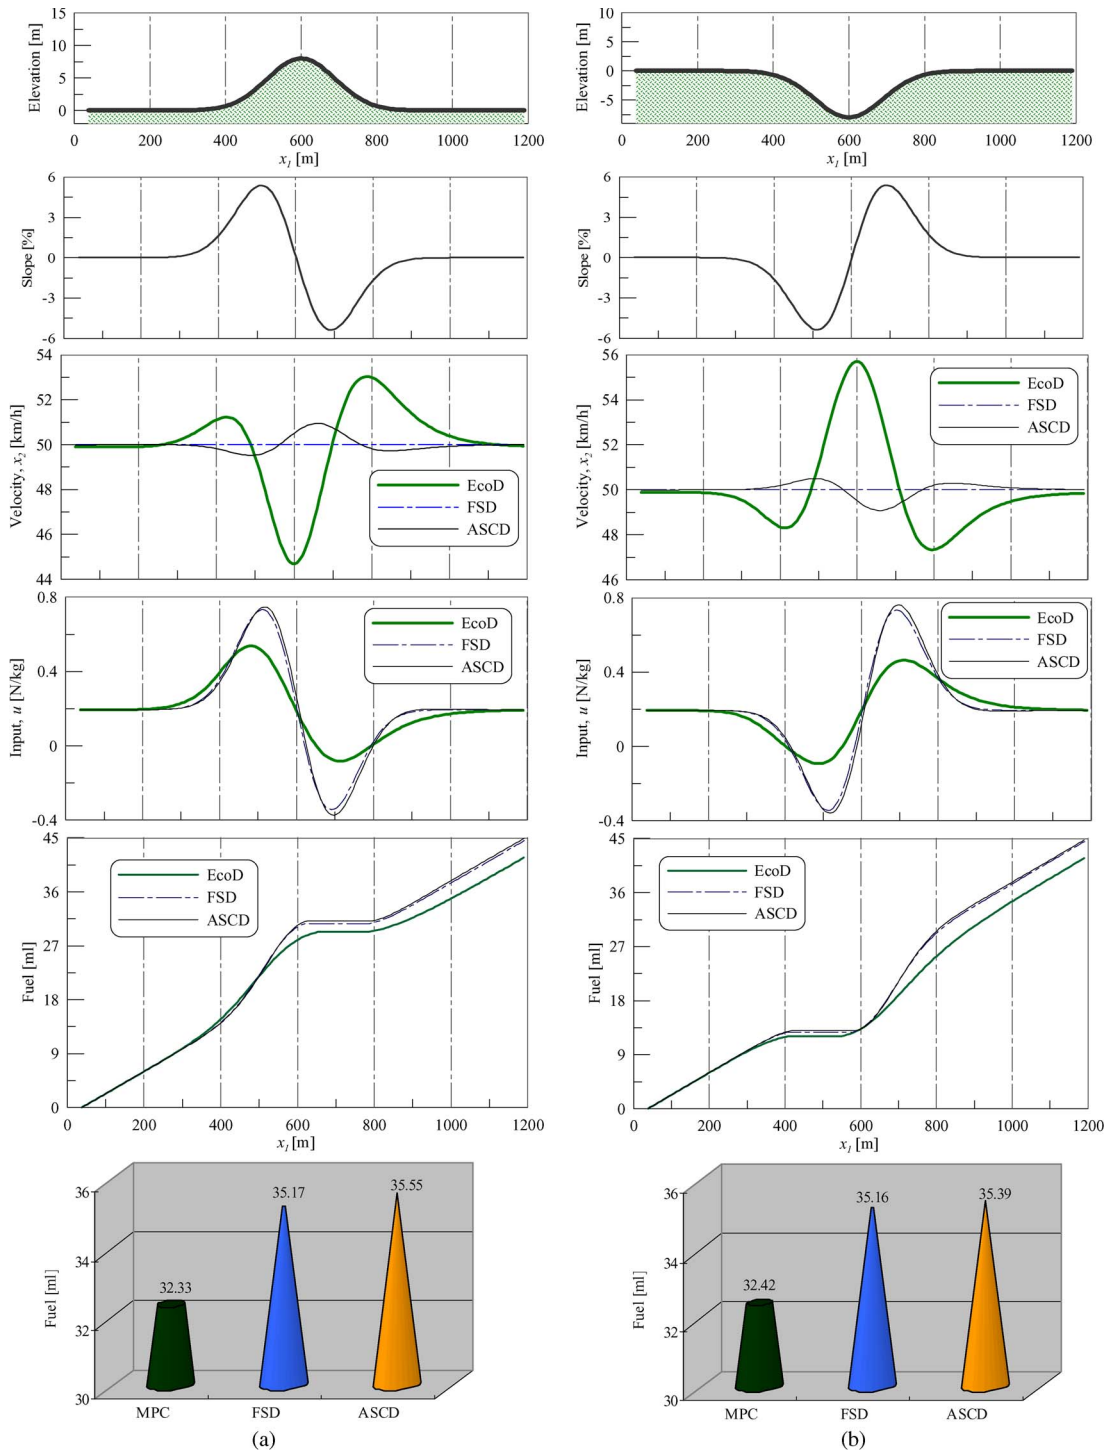 15
10
5
0
Elevation [m]
0 200 400 600 800 1000 1200
x1 [m]
6
3
0
-3
-6
Slope [%]
54
52
50
48
46
44
Velocity, x2 [km/h]
EcoD
FSD
ASCD
0.8
0.4
0
-0.4
Input, u [N/kg]
EcoD
FSD
ASCD
45
36
27
18
9
0
Fuel [ml]
EcoD
FSD
ASCD
0 200 400 600 800 1000 1200
x1 [m]
36
34
32
30
Fuel [ml]
32.33
35.17
35.55
MPC FSD ASCD
(a)
10
5
0
-5
Elevation [m]
0 200 400 600 800 1000 1200
x1 [m]
6
3
0
-3
-6
Slope [%]
56
54
52
50
48
46
Velocity, x2 [km/h]
EcoD
FSD
ASCD
0.8
0.4
0
-0.4
Input, u [N/kg]
EcoD
FSD
ASCD
45
36
27
18
9
0
Fuel [ml]
EcoD
FSD
ASCD
0 200 400 600 800 1000 1200
x1 [m]
36
34
32
30
Fuel [ml]
32.42
35.16
35.39
MPC FSD ASCD
(b)